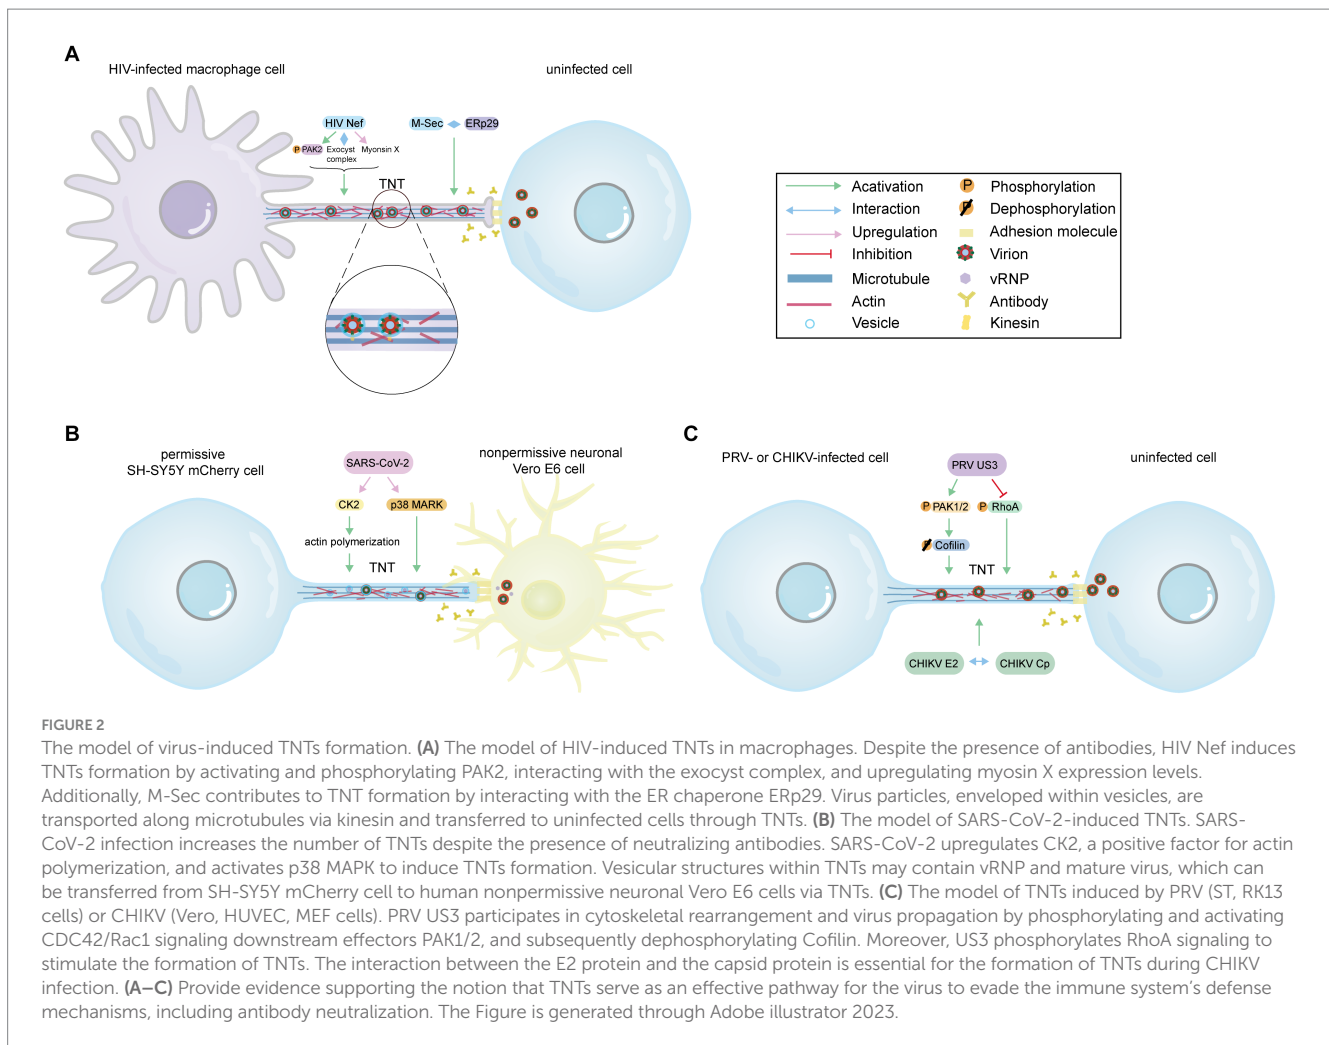 A
HIV-infected macrophage cell
uninfected cell
HIV Nef
M-Sec
ERp29
P PAK2
Exocyst
complex
Myonsin X
TNT
Acativation
Interaction
Upregulation
Inhibition
Microtubule
Actin
Vesicle
P Phosphorylation
P Dephosphorylation
Adhesion molecule
Virion
vRNP
Antibody
Kinesin
B
permissive
SH-SY5Y mCherry cell
SARS-CoV-2
nonpermissive neuronal
Vero E6 cell
CK2
p38 MARK
actin polymerization
TNT
C
PRV- or CHIKV-infected cell
PRV US3
uninfected cell
P PAK1/2
P RhoA
P Cofilin
TNT
CHIKV E2
CHIKV Cp
FIGURE 2
The model of virus-induced TNTs formation. (A) The model of HIV-induced TNTs in macrophages. Despite the presence of antibodies, HIV Nef induces
TNTs formation by activating and phosphorylating PAK2, interacting with the exocyst complex, and upregulating myosin X expression levels.
Additionally, M-Sec contributes to TNT formation by interacting with the ER chaperone ERp29. Virus particles, enveloped within vesicles, are
transported along microtubules via kinesin and transferred to uninfected cells through TNTs. (B) The model of SARS-CoV-2-induced TNTs. SARS-
CoV-2 infection increases the number of TNTs despite the presence of neutralizing antibodies. SARS-CoV-2 upregulates CK2, a positive factor for actin
polymerization, and activates p38 MAPK to induce TNTs formation. Vesicular structures within TNTs may contain vRNP and mature virus, which can
be transferred from SH-SY5Y mCherry cell to human nonpermissive neuronal Vero E6 cells via TNTs. (C) The model of TNTs induced by PRV (ST, RK13
cells) or CHIKV (Vero, HUVEC, MEF cells). PRV US3 participates in cytoskeletal rearrangement and virus propagation by phosphorylating and activating
CDC42/Rac1 signaling downstream effectors PAK1/2, and subsequently dephosphorylating Cofilin. Moreover, US3 phosphorylates RhoA signaling to
stimulate the formation of TNTs. The interaction between the E2 protein and the capsid protein is essential for the formation of TNTs during CHIKV
infection. (A–C) Provide evidence supporting the notion that TNTs serve as an effective pathway for the virus to evade the immune system's defense
mechanisms, including antibody neutralization. The Figure is generated through Adobe illustrator 2023.